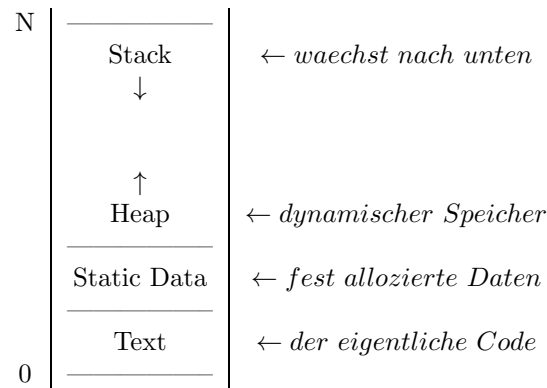 N
Stack ← waechst nach unten
↓
↑
Heap ← dynamischer Speicher
Static Data ← fest allozierte Daten
Text ← der eigentliche Code
0